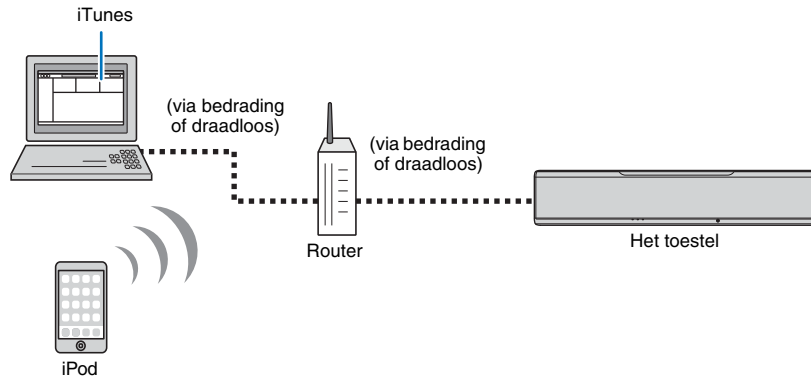 iTunes
(via bedrading
of draadloos)
(via bedrading
of draadloos)
Router
Het toestel
iPod